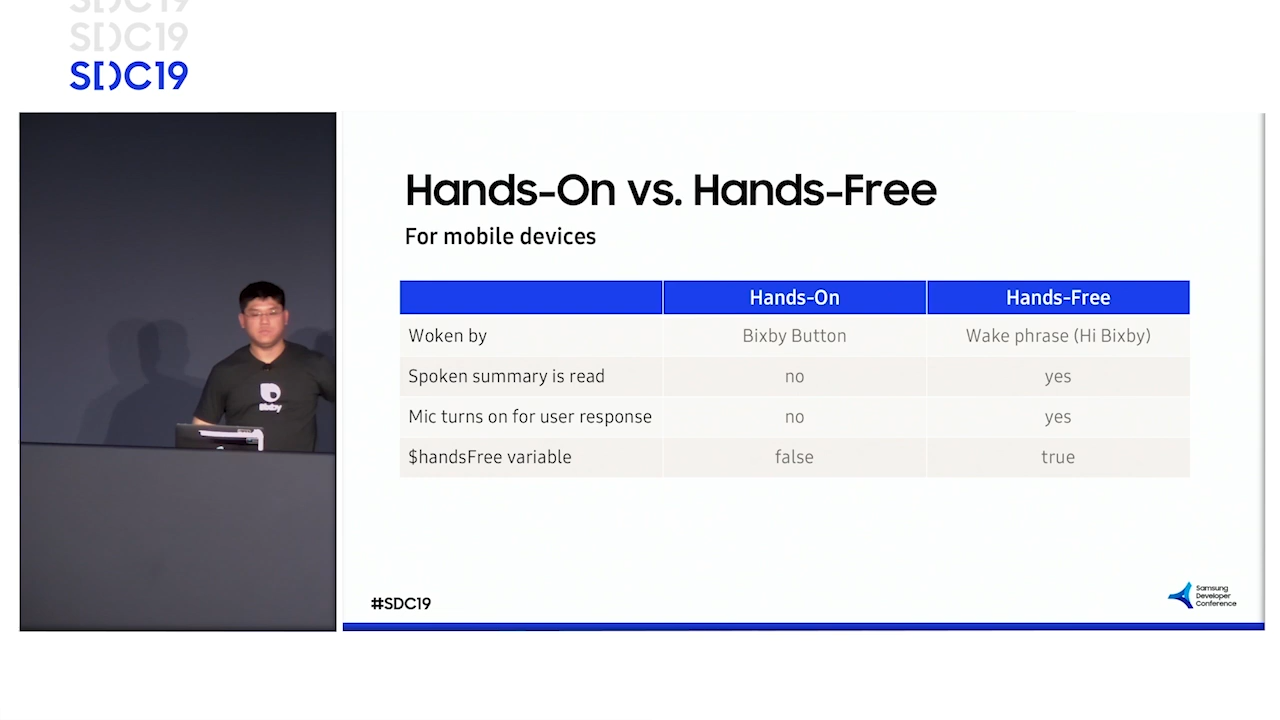 SDC19
SDC19
SDC19
Hands-On vs. Hands-Free
For mobile devices
Hands-On Hands-Free
Woken by Bixby Button Wake phrase (Hi Bixby)
Spoken summary is read no yes
Mic turns on for user response no yes
$handsFree variable false true
Bixby
#SDC19
Samsung
Developer
Conference